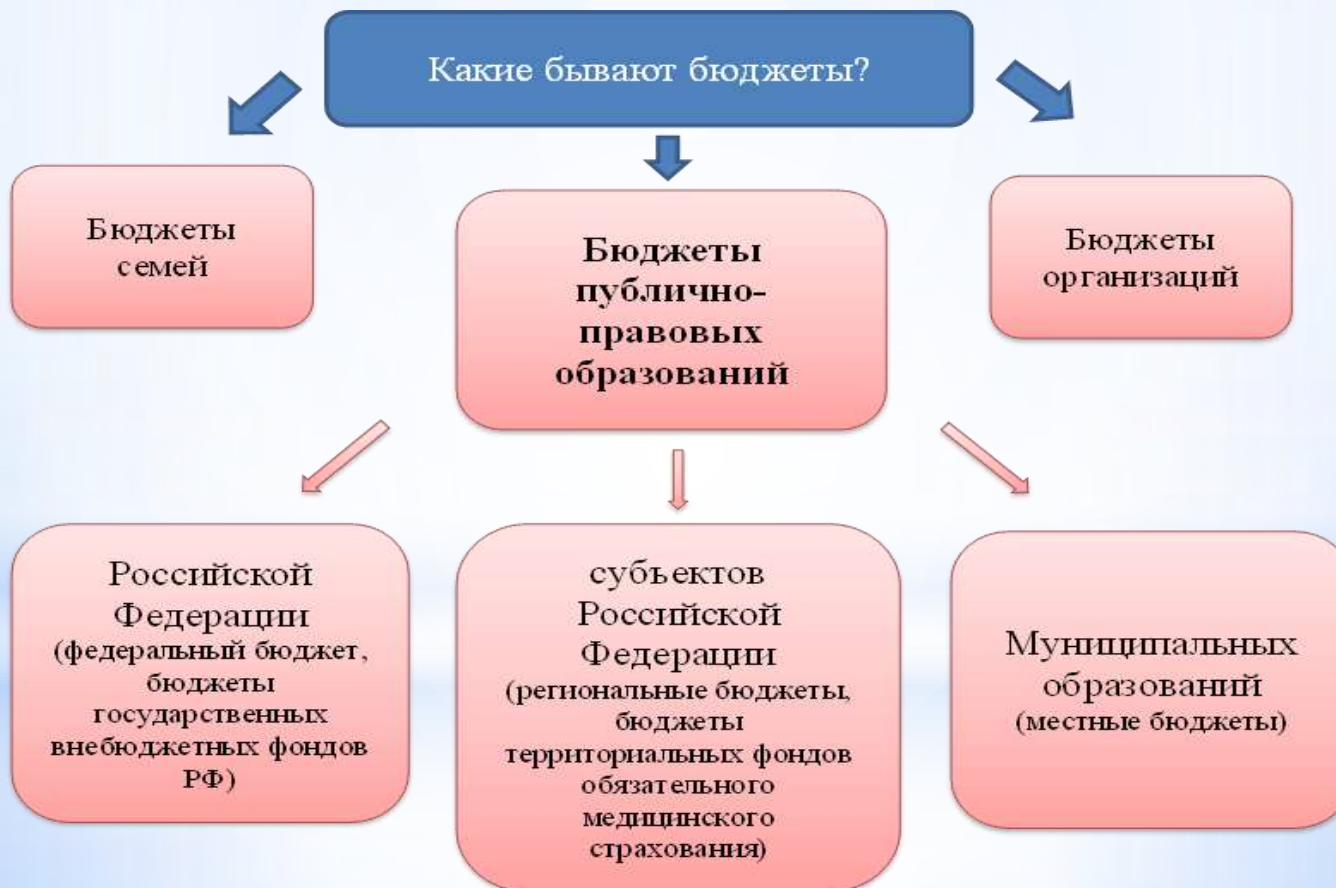 Какие бывают бюджеты?
Бюджеты
семей
Бюджеты
публично-
правовых
образований
Бюджеты
организаций
Российской
Федерации
(федеральный бюджет,
бюджеты
государственных
внебюджетных фондов
РФ)
субъектов
Российской
Федерации
(региональные бюджеты,
бюджеты
территориальных фондов
обязательного
медицинского
страхования)
Муниципальных
образований
(местные бюджеты)